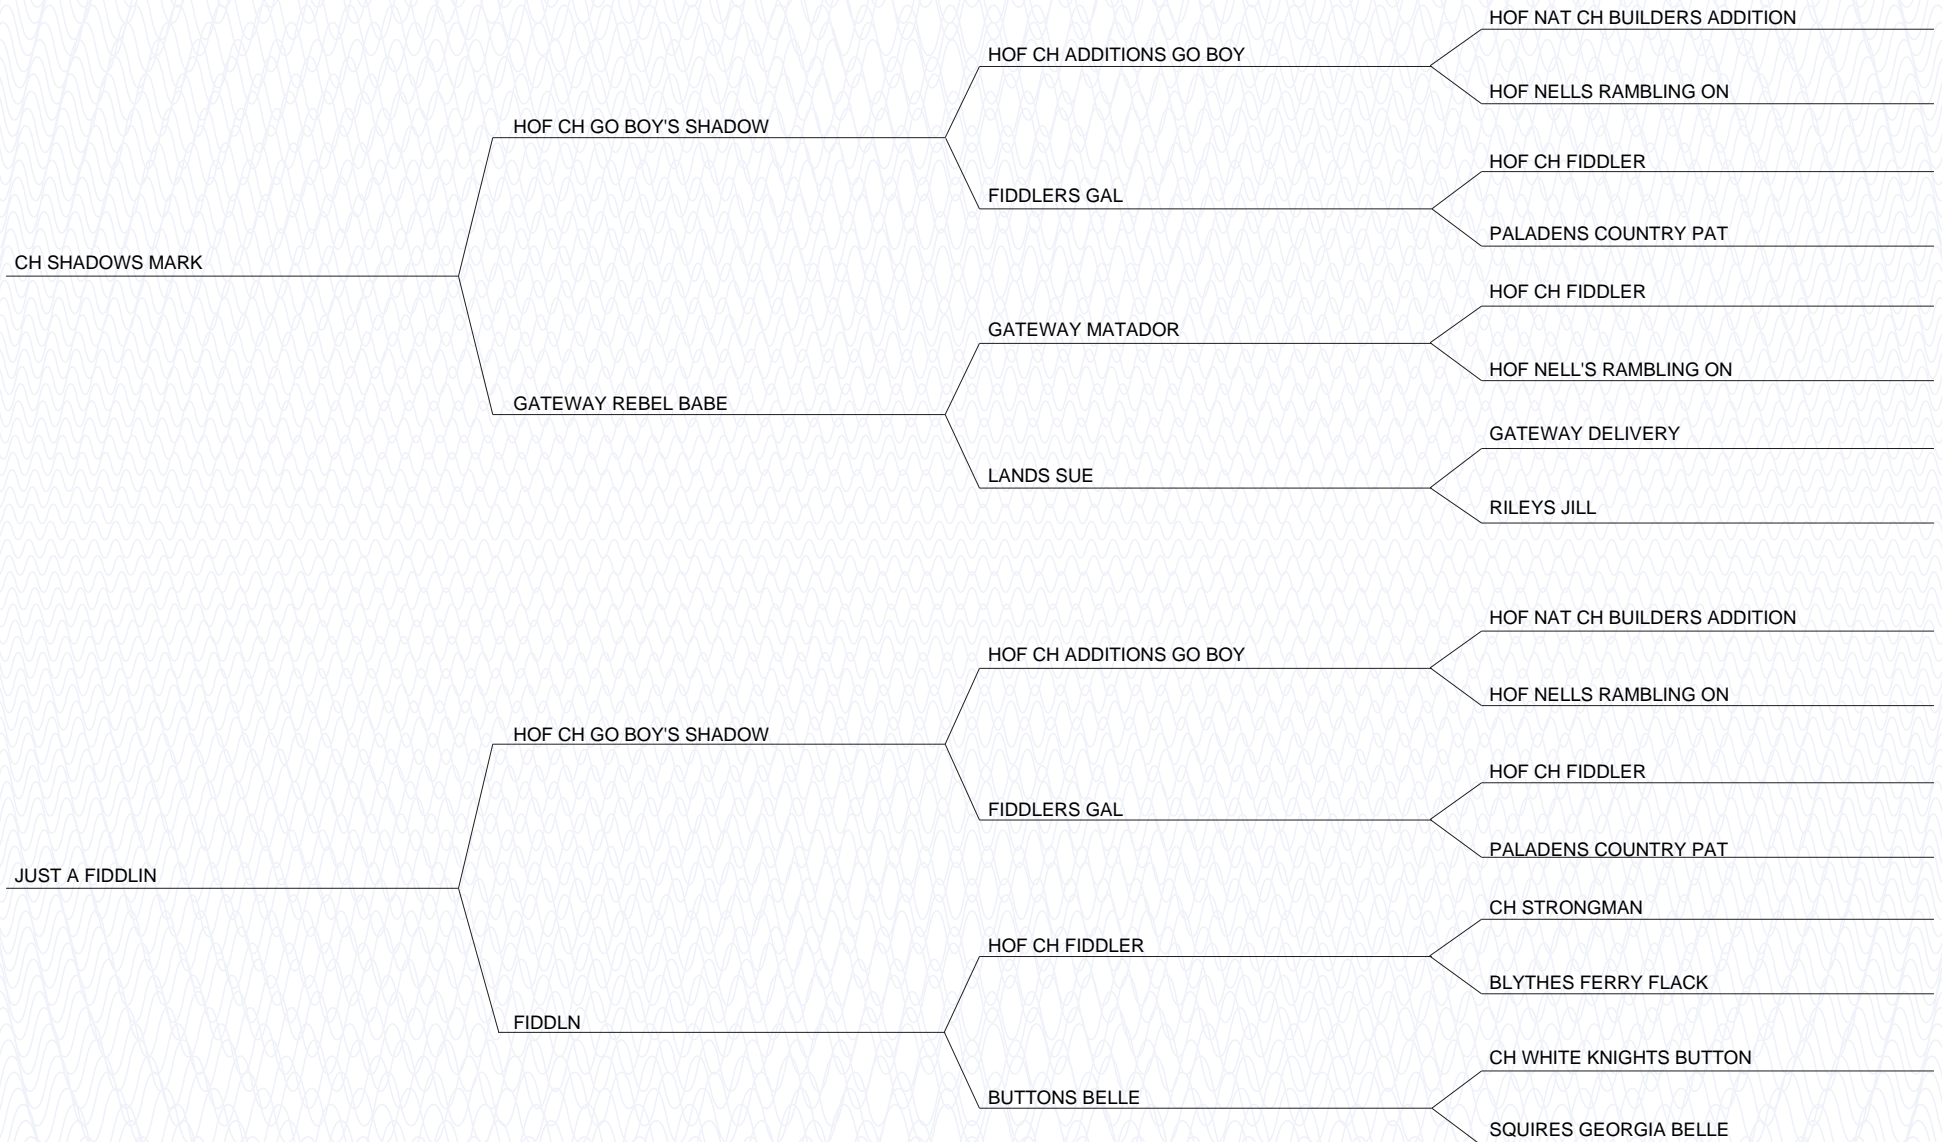 HOF NAT CH BUILDERS ADDITION
HOF CH ADDITIONS GO BOY
HOF NELLS RAMBLING ON
HOF CH GO BOY'S SHADOW
HOF CH FIDDLER
FIDDLERS GAL
PALADENS COUNTRY PAT
CH SHADOWS MARK
HOF CH FIDDLER
GATEWAY MATADOR
HOF NELL'S RAMBLING ON
GATEWAY REBEL BABE
GATEWAY DELIVERY
LANDS SUE
RILEYS JILL
HOF NAT CH BUILDERS ADDITION
HOF CH ADDITIONS GO BOY
HOF NELLS RAMBLING ON
HOF CH GO BOY'S SHADOW
HOF CH FIDDLER
FIDDLERS GAL
PALADENS COUNTRY PAT
JUST A FIDDLIN
CH STRONGMAN
HOF CH FIDDLER
BLYTHES FERRY FLACK
FIDDLN
CH WHITE KNIGHTS BUTTON
BUTTONS BELLE
SQUIRES GEORGIA BELLE